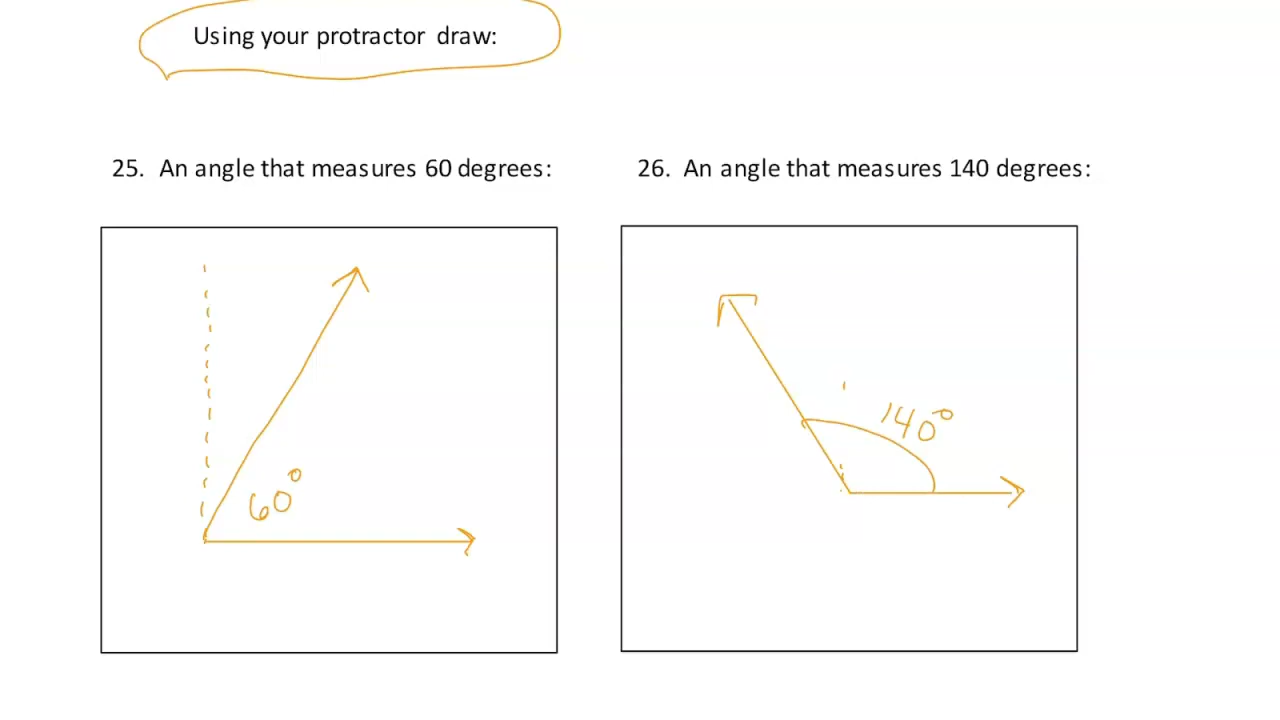 Using your protractor draw:
25. An angle that measures 60 degrees:
26. An angle that measures 140 degrees:
60°
140°